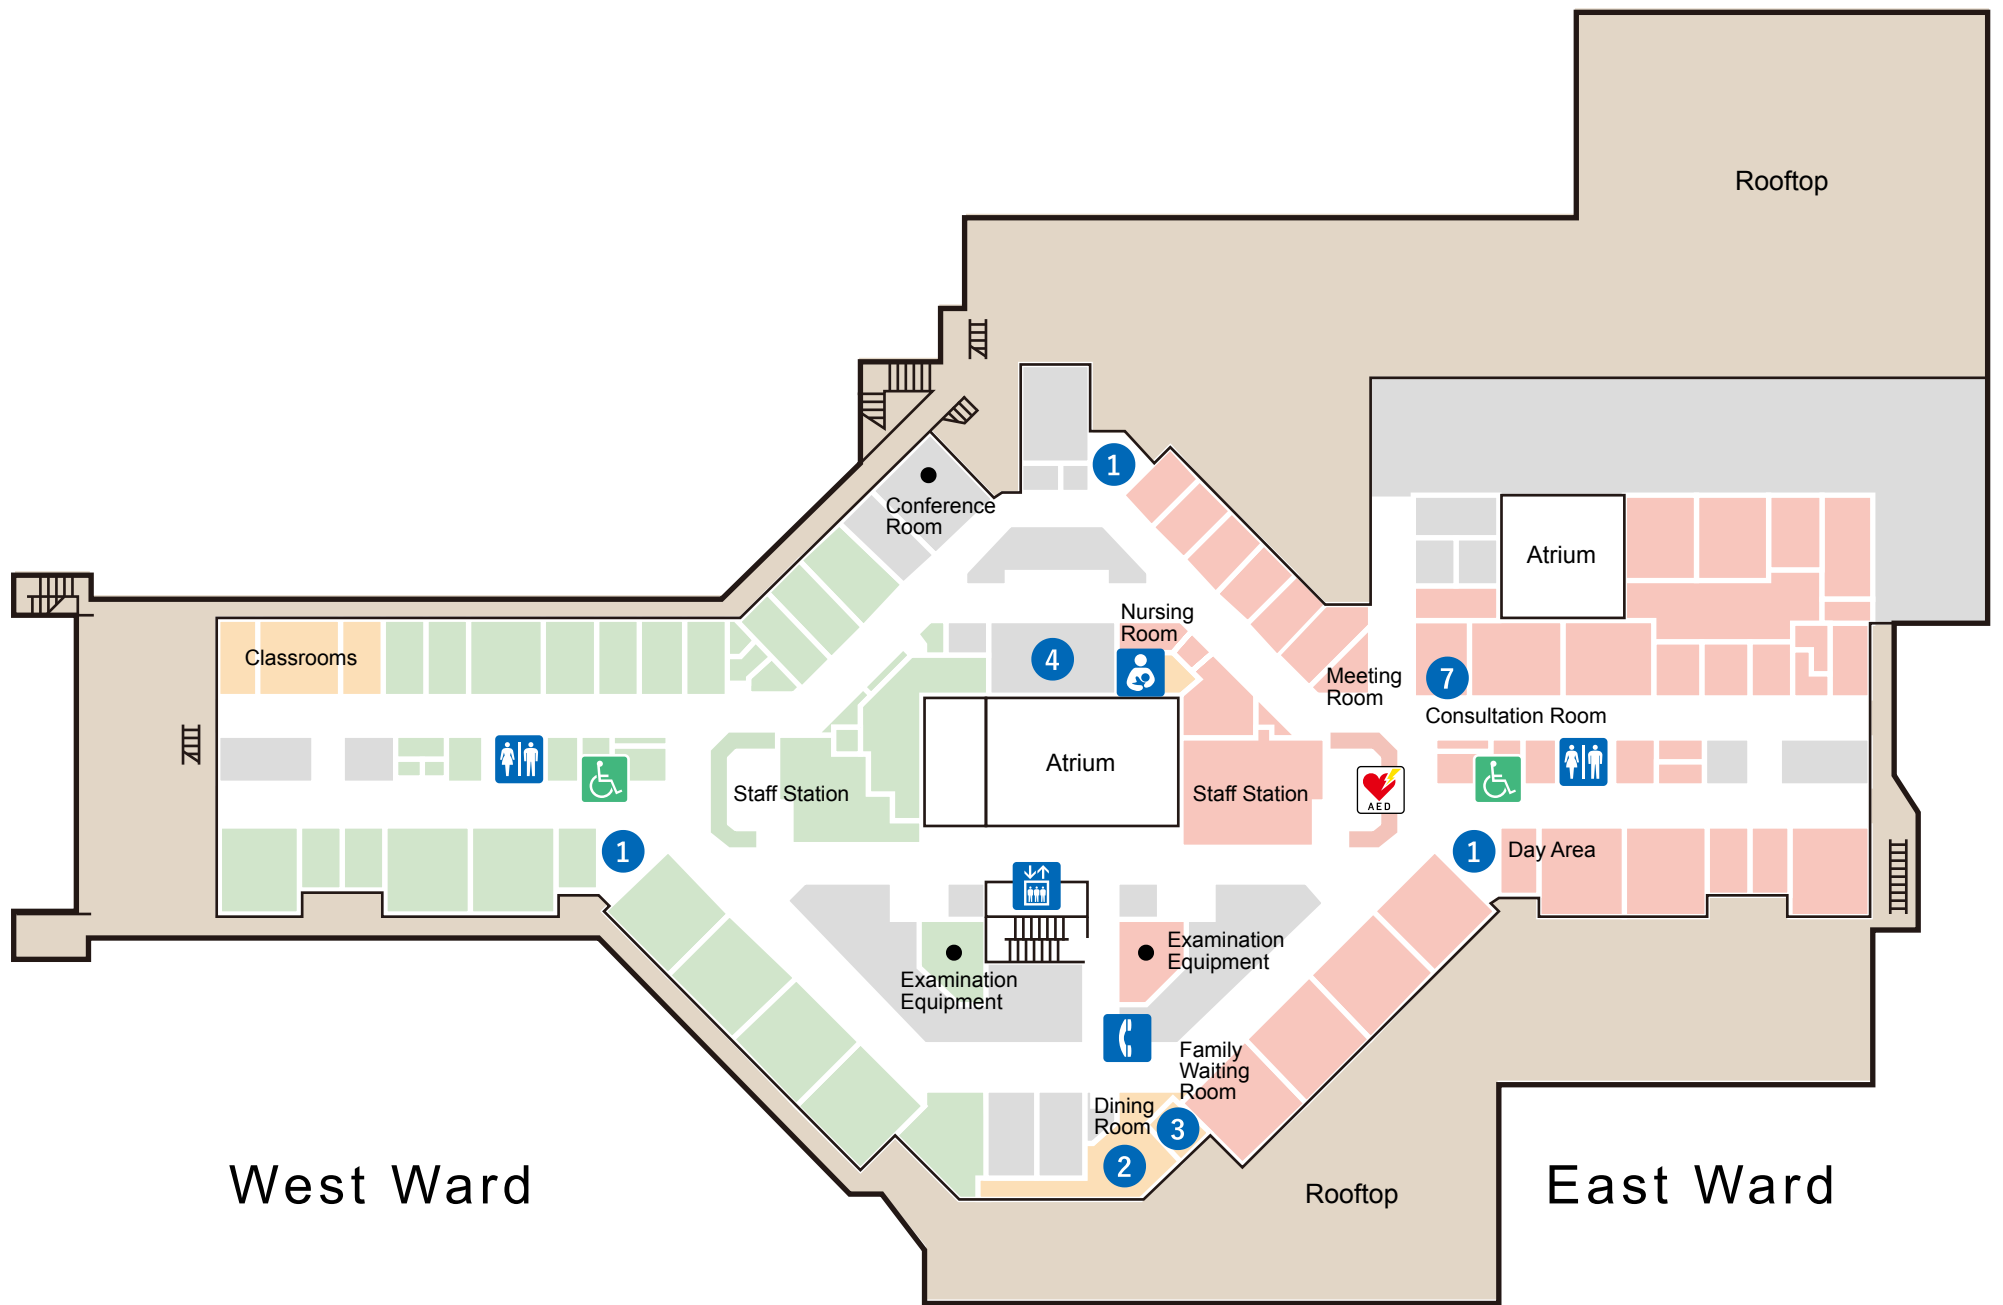 Rooftop
1
Conference
Room
Atrium
Nursing
Room
Classrooms
4
Meeting
Room
7
Consultation Room
Atrium
Staff Station
Staff Station
AED
1
1
Day Area
Examination
Equipment
Examination
Equipment
Family
Waiting
Room
Dining
Room
3
2
West Ward
Rooftop
East Ward